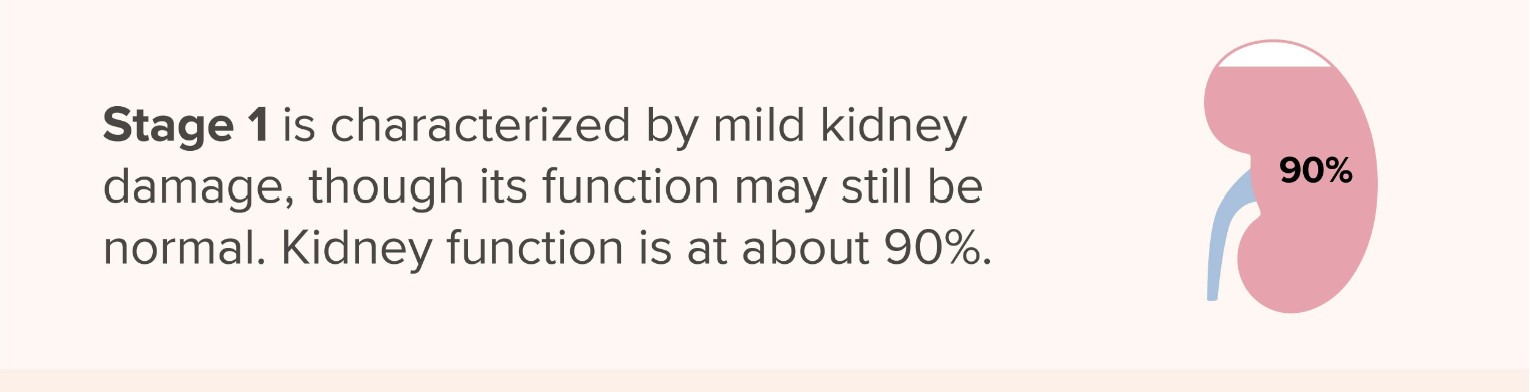 Stage 1 is characterized by mild kidney
damage, though its function may still be
normal. Kidney function is at about 90%.
90%